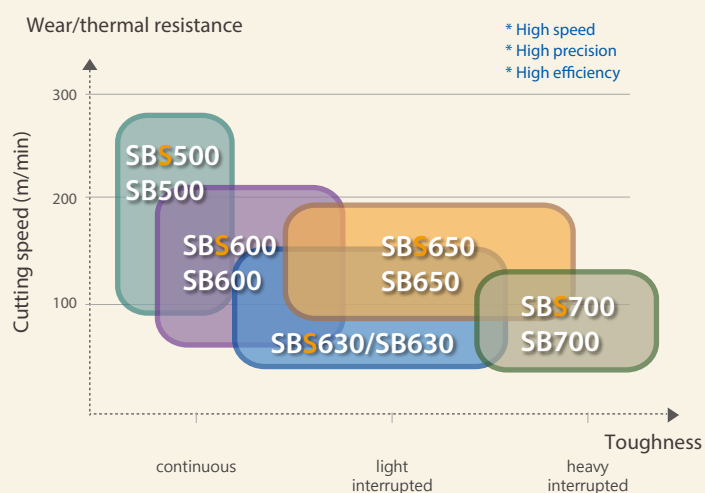 Wear/thermal resistance
* High speed
* High precision
* High efficiency
Cutting speed (m/min)
300
200
100
SBS500
SB500
SBS600
SB600
SBS650
SB650
SBS630/SB630
SBS700
SB700
Toughness
continuous
light
interrupted
heavy
interrupted